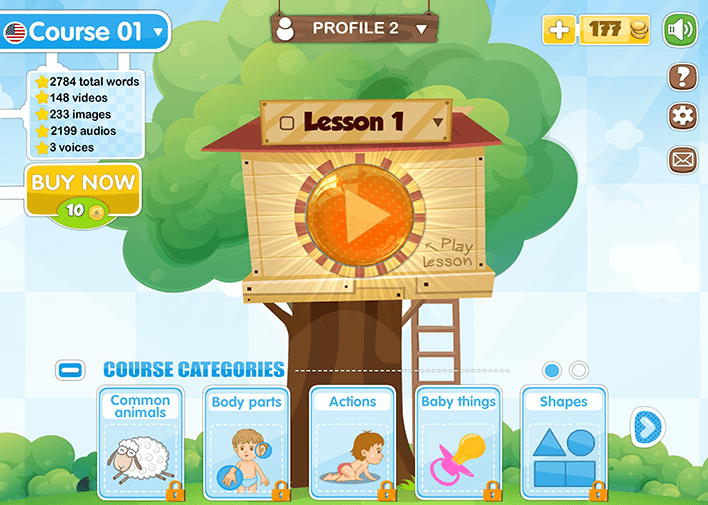 Course 01
PROFILE 2
177
2784 total words
148 videos
233 images
2199 audios
3 voices
BUY NOW
10
Lesson 1
Play
lesson
COURSE CATEGORIES
Common
animals
Body parts
Actions
Baby things
Shapes